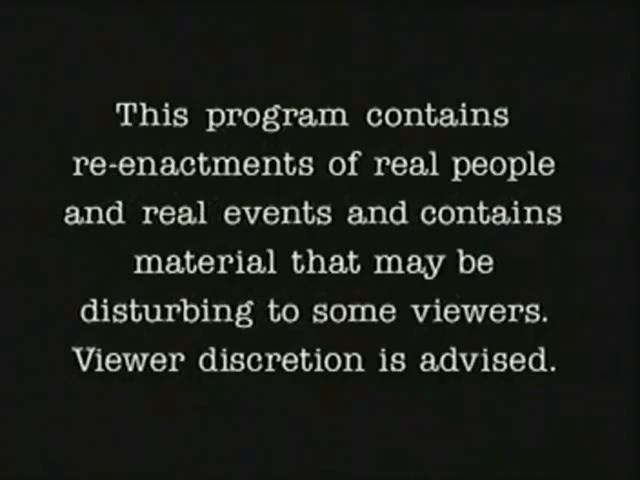 This program contains
re-enactments of real people
and real events and contains
material that may be
disturbing to some viewers.
Viewer discretion is advised.